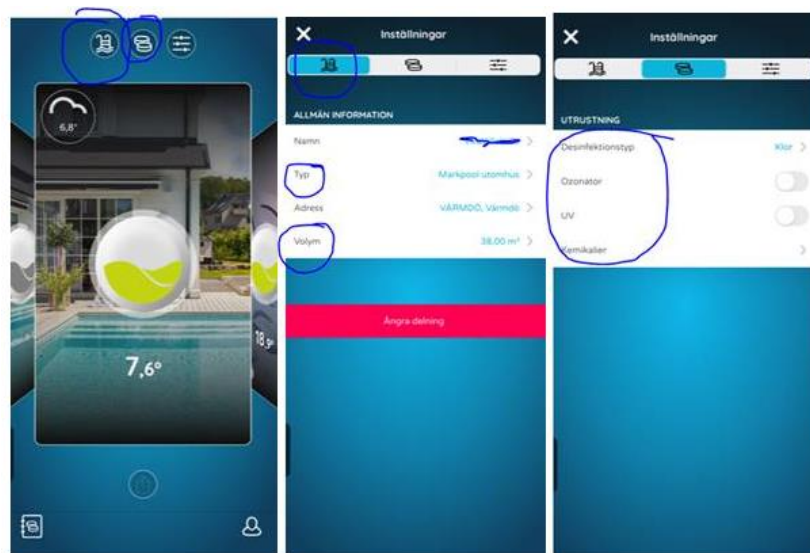 6,8°
18,9°
7,6°
Inställningar
ALLMÄN INFORMATION
Namn
Typ
Markpool utomhus
Adress
VÄRMDÖ, Värmdö
Volym
38.00 m³
Ångra delning
Inställningar
UTRUSTNING
Desinfektionstyp
Klor
Ozonator
UV
Kemikalier